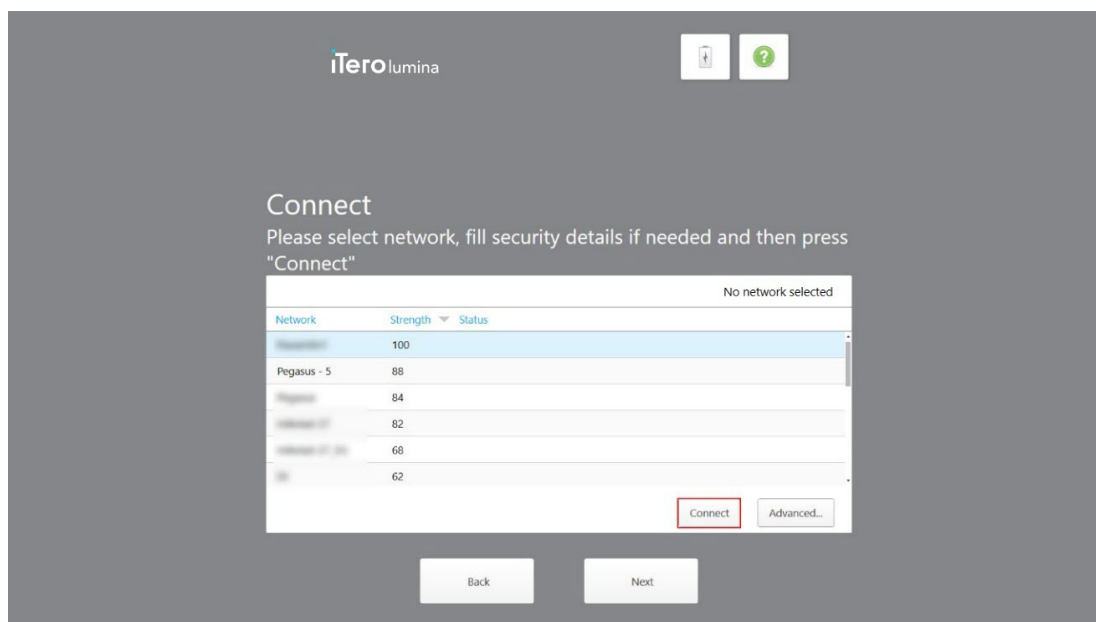 iTero lumina
?
Connect
Please select network, fill security details if needed and then press
"Connect"
No network selected
Network Strength Status
100
Pegasus - 5 88
84
82
68
62
Connect Advanced...
Back Next